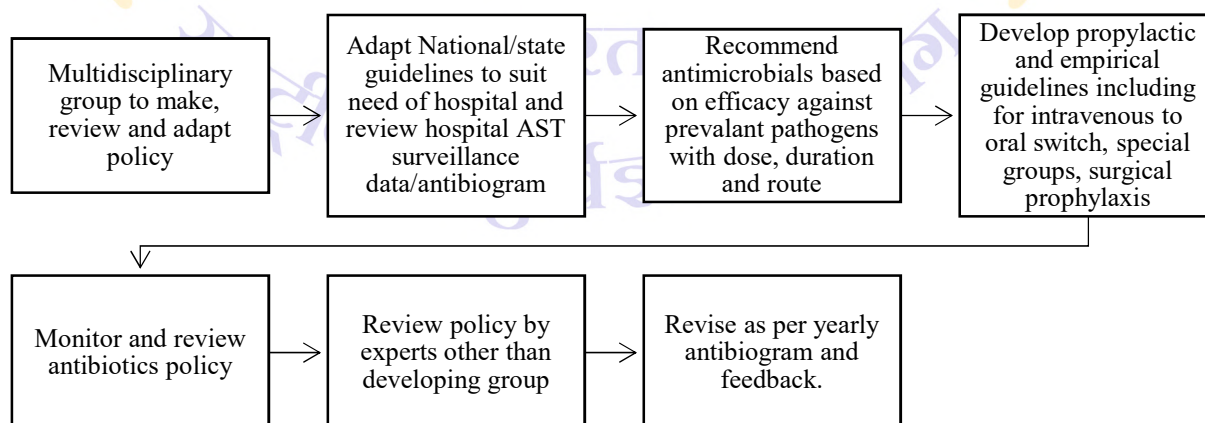 Multidisciplinary
group to make,
review and adapt
policy
Adapt National/state
guidelines to suit
need of hospital and
review hospital AST
surveillance
data/antibiogram
Recommend
antimicrobials based
on efficacy against
prevalant pathogens
with dose, duration
and route
Develop propylactic
and empirical
guidelines including
for intravenous to
oral switch, special
groups, surgical
prophylaxis
Monitor and review
antibiotics policy
Review policy by
experts other than
developing group
Revise as per yearly
antibiogram and
feedback.